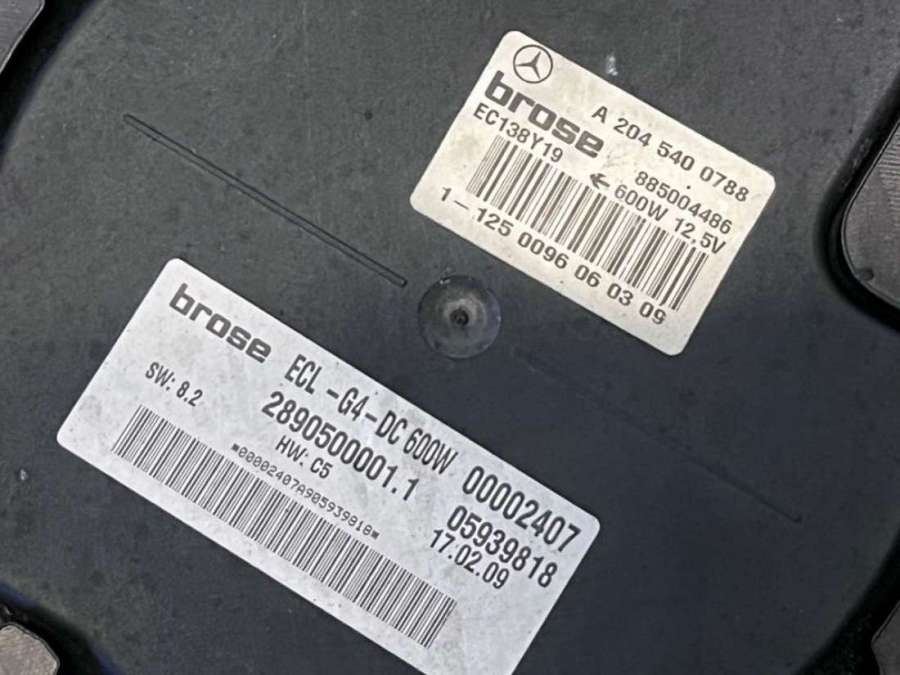 brose
A 204 540 0788
EC138Y19
885004486
← 600W 12,5V
1-125 0096 06 03 09
brose
ECL-G4-DC 600W
00002407
SW: 8.2
2890500001.1
05939818
HW: C5
17.02.09
*00002407A905939818*